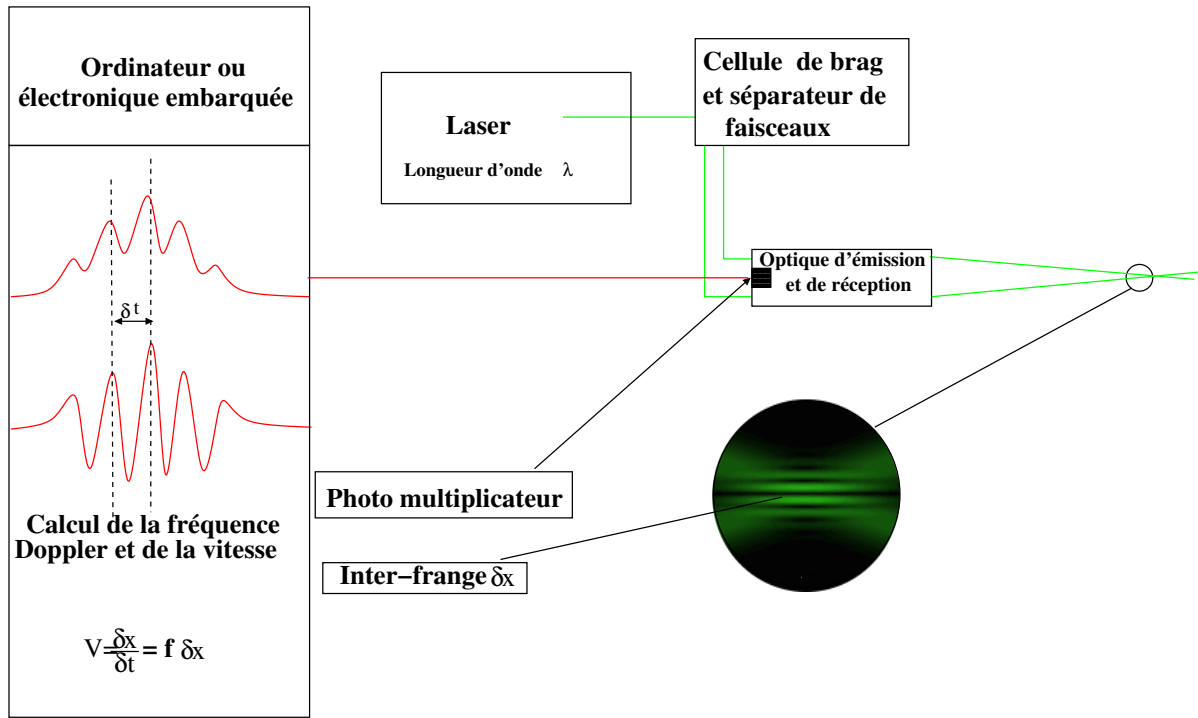 Ordinateur ou
électronique embarquée
δ t
Calcul de la fréquence
Doppler et de la vitesse
V=δx/δt = f δx
Laser
Longueur d'onde λ
Cellule de brag
et séparateur de
faisceaux
Optique d'émission
et de réception
Photo multiplicateur
Inter−frange δx